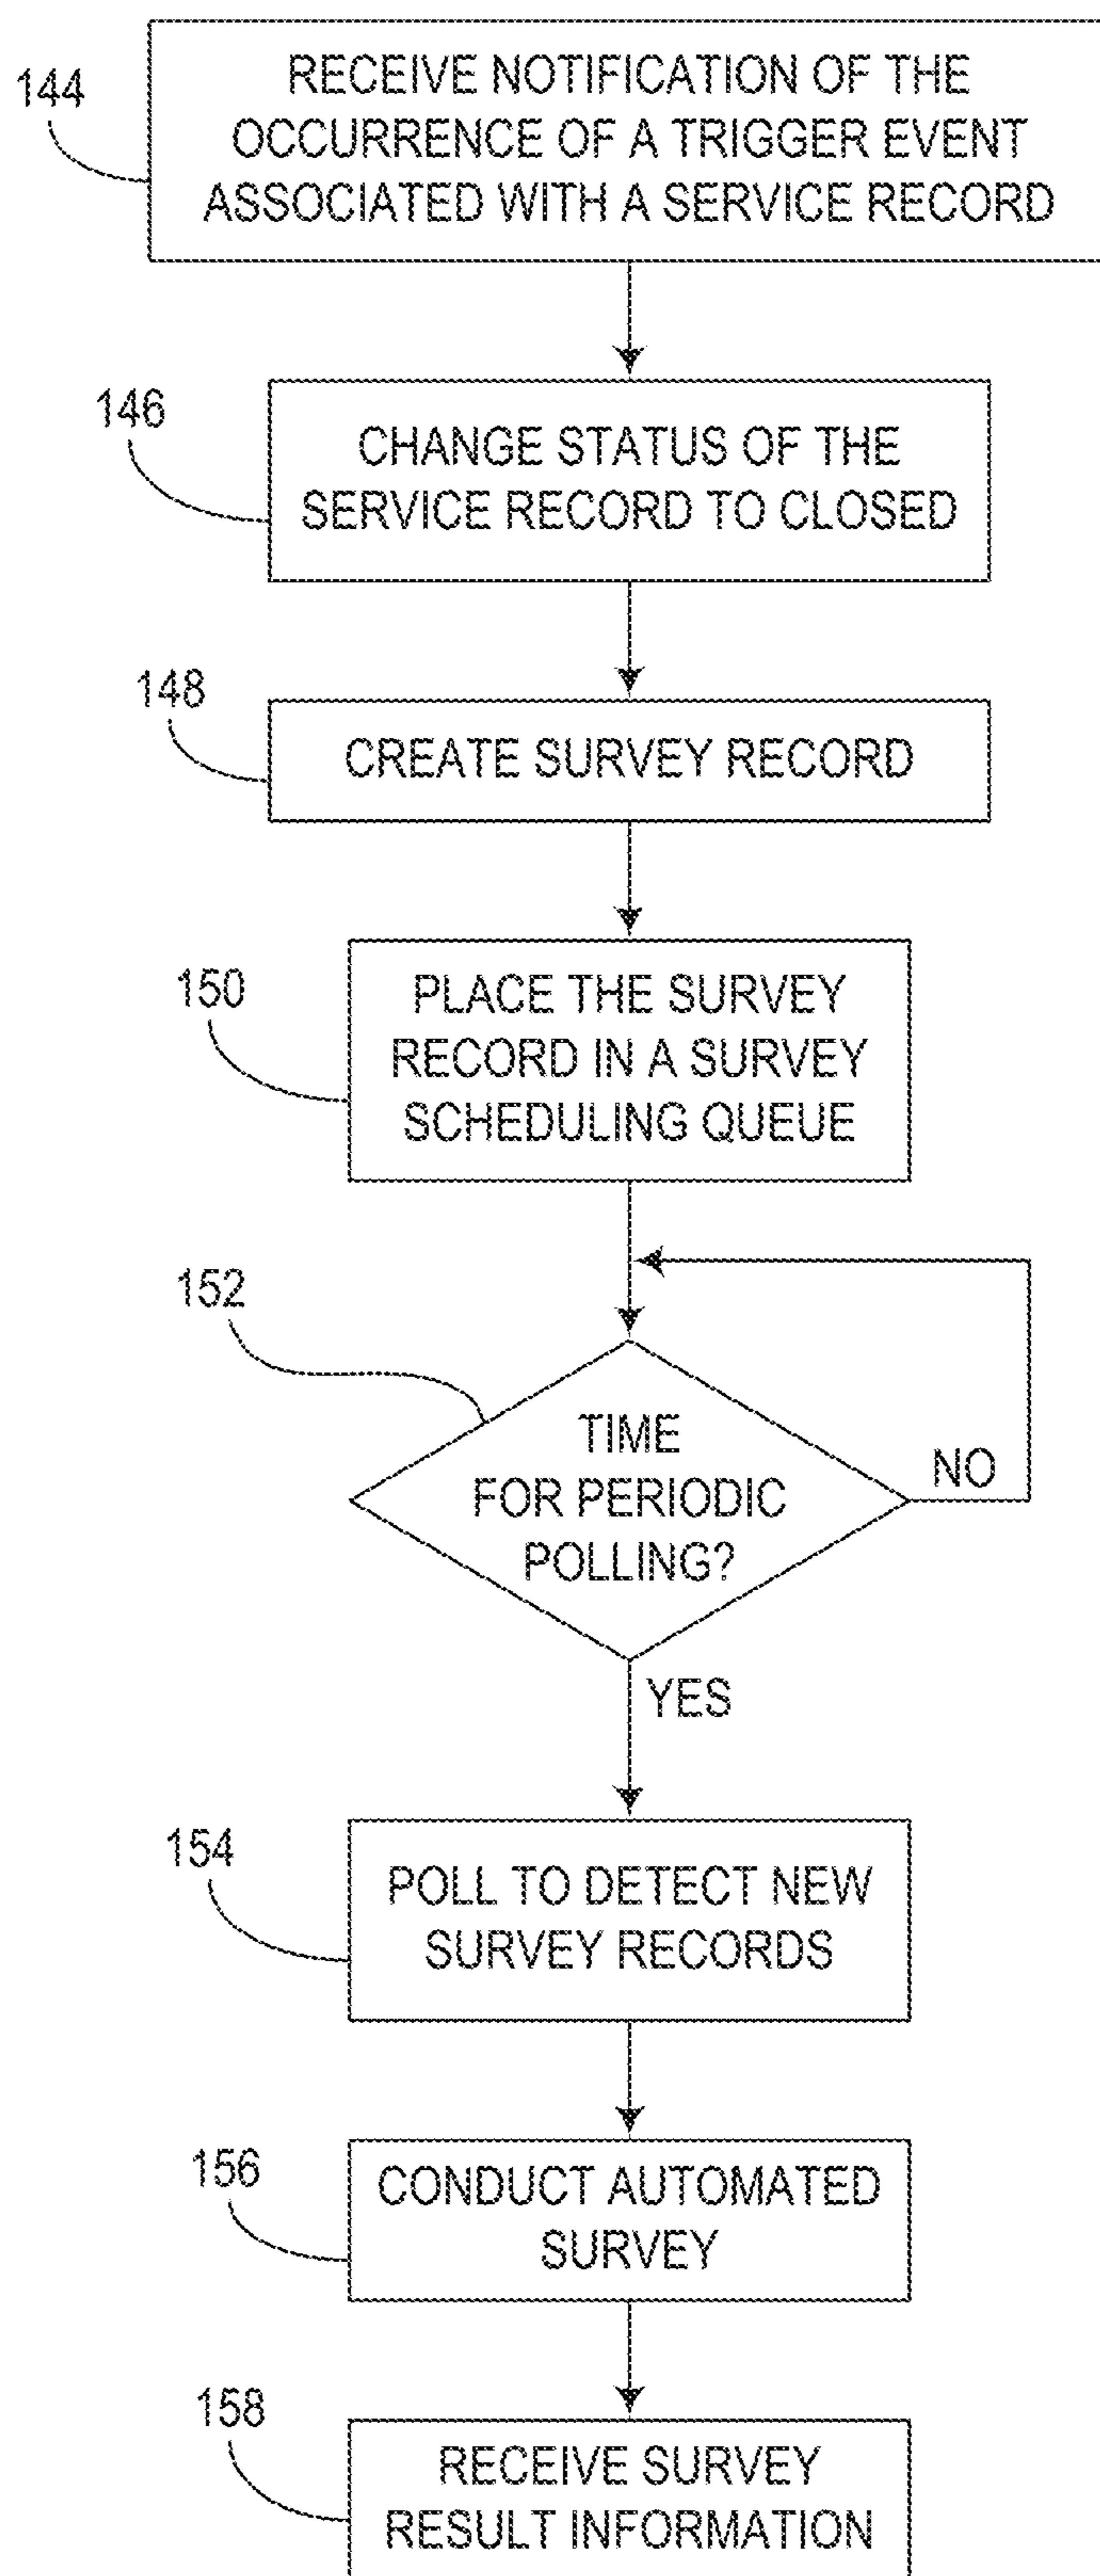 144
RECEIVE NOTIFICATION OF THE
OCCURRENCE OF A TRIGGER EVENT
ASSOCIATED WITH A SERVICE RECORD
146
CHANGE STATUS OF THE
SERVICE RECORD TO CLOSED
148
CREATE SURVEY RECORD
150
PLACE THE SURVEY
RECORD IN A SURVEY
SCHEDULING QUEUE
152
TIME
FOR PERIODIC
POLLING?
NO
YES
154
POLL TO DETECT NEW
SURVEY RECORDS
156
CONDUCT AUTOMATED
SURVEY
158
RECEIVE SURVEY
RESULT INFORMATION